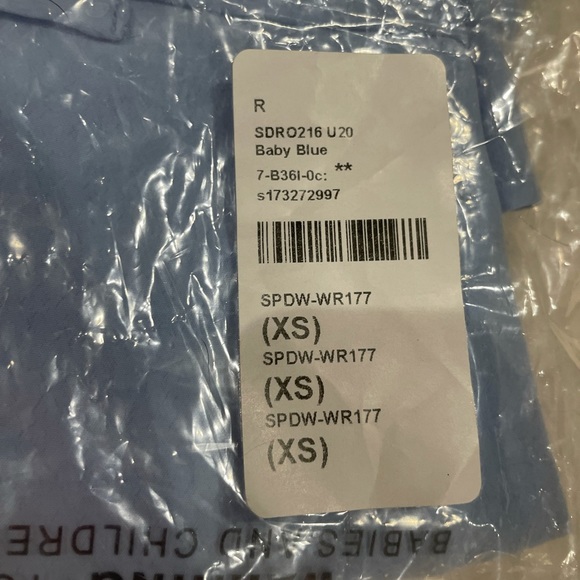 R
SDRO216 U20
Baby Blue
7-B36I-0c: **
s173272997
SPDW-WR177
(XS)
SPDW-WR177
(XS)
SPDW-WR177
(XS)
BABIES AND CHILDRE